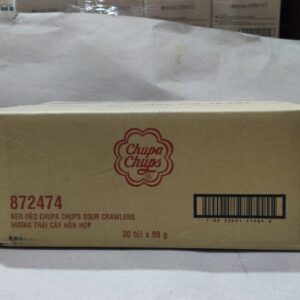 Chupa
Chups
872474
KẸO DẺO CHUPA CHUPS SOUR CRAWLERS
HƯƠNG TRÁI CÂY HỖN HỢP
30 túi x 90 g